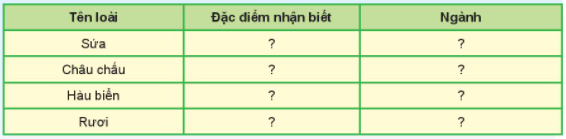 Tên loài Đặc điểm nhận biết Ngành
Sứa ? ?
Châu chấu ? ?
Hàu biển ? ?
Rươi ? ?